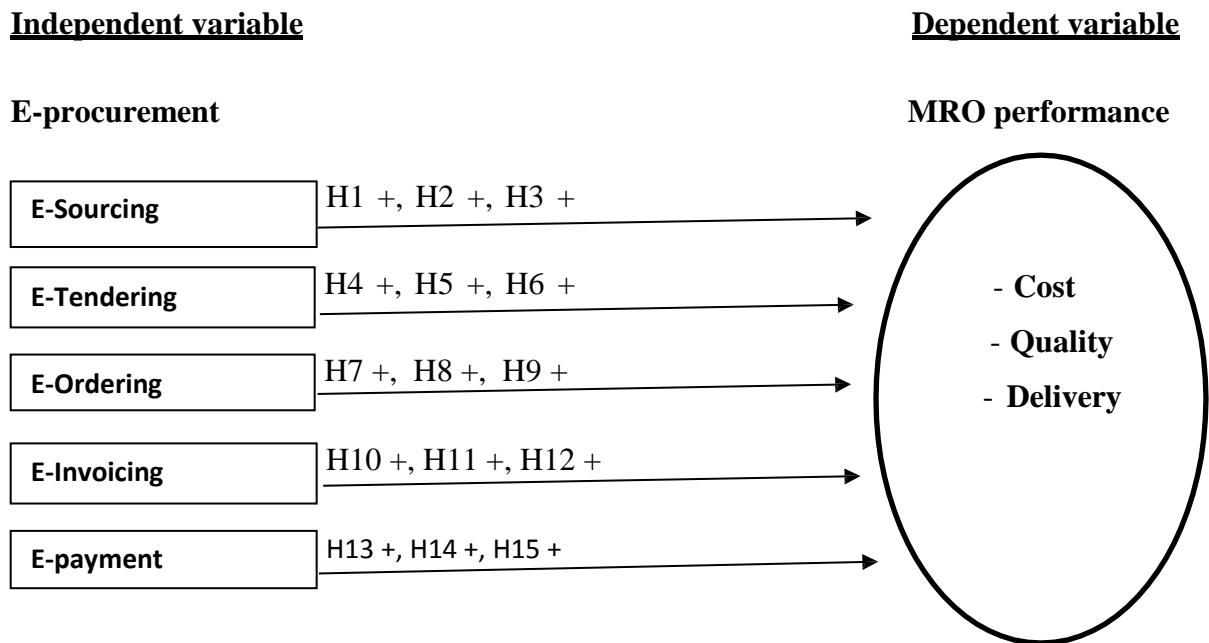 Independent variable Dependent variable
E-procurement MRO performance
E-Sourcing H1 +, H2 +, H3 +
E-Tendering H4 +, H5 +, H6 +
- Cost
- Quality
E-Ordering H7 +, H8 +, H9 +
- Delivery
E-Invoicing H10 +, H11 +, H12 +
E-payment H13 +, H14 +, H15 +